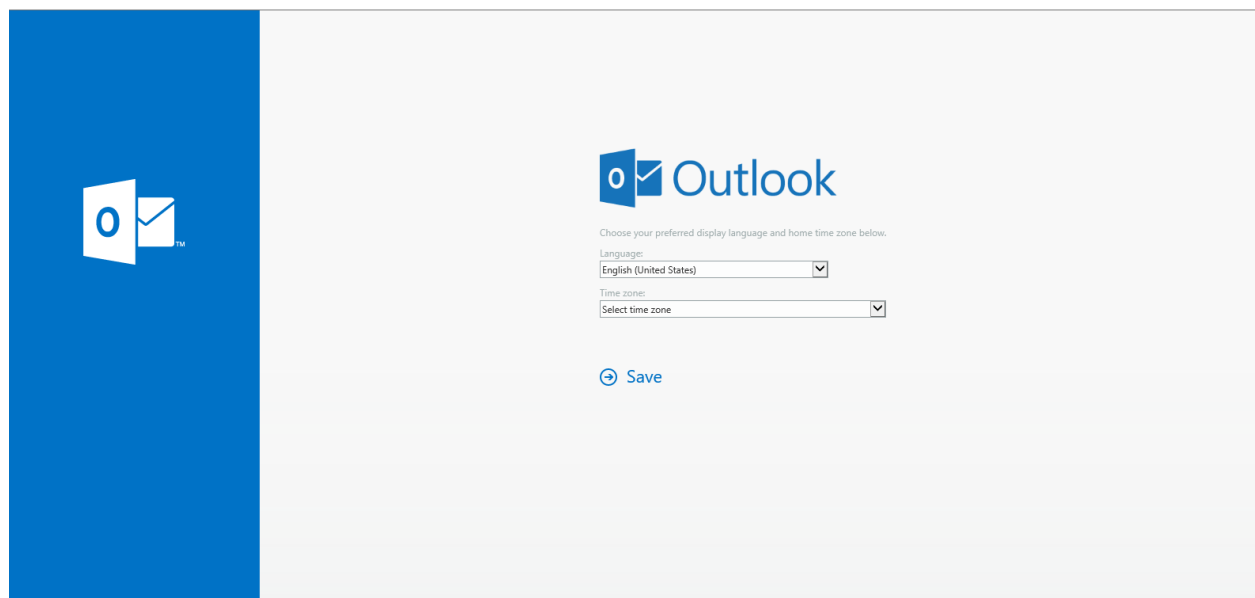 O
TM
O
Outlook
Choose your preferred display language and home time zone below.
Language:
English (United States)
Time zone:
Select time zone
Save